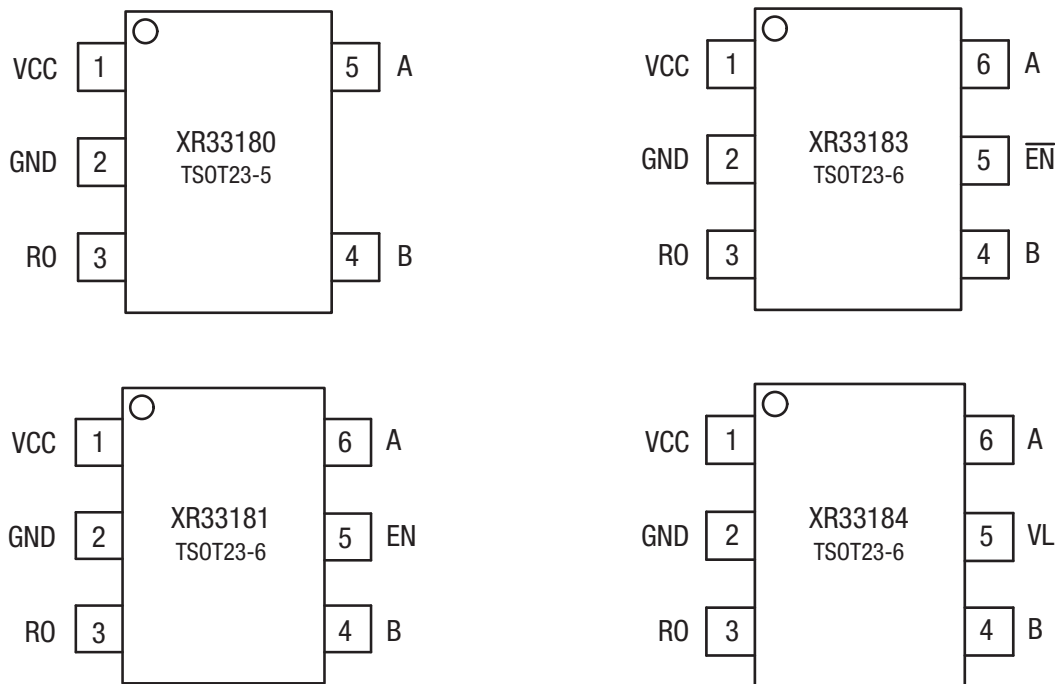 VCC 1
GND 2
RO 3
XR33180
TSOT23-5
5 A
4 B
VCC 1
GND 2
RO 3
XR33183
TSOT23-6
6 A
5 E̅N̅
4 B
VCC 1
GND 2
RO 3
XR33181
TSOT23-6
6 A
5 EN
4 B
VCC 1
GND 2
RO 3
XR33184
TSOT23-6
6 A
5 VL
4 B